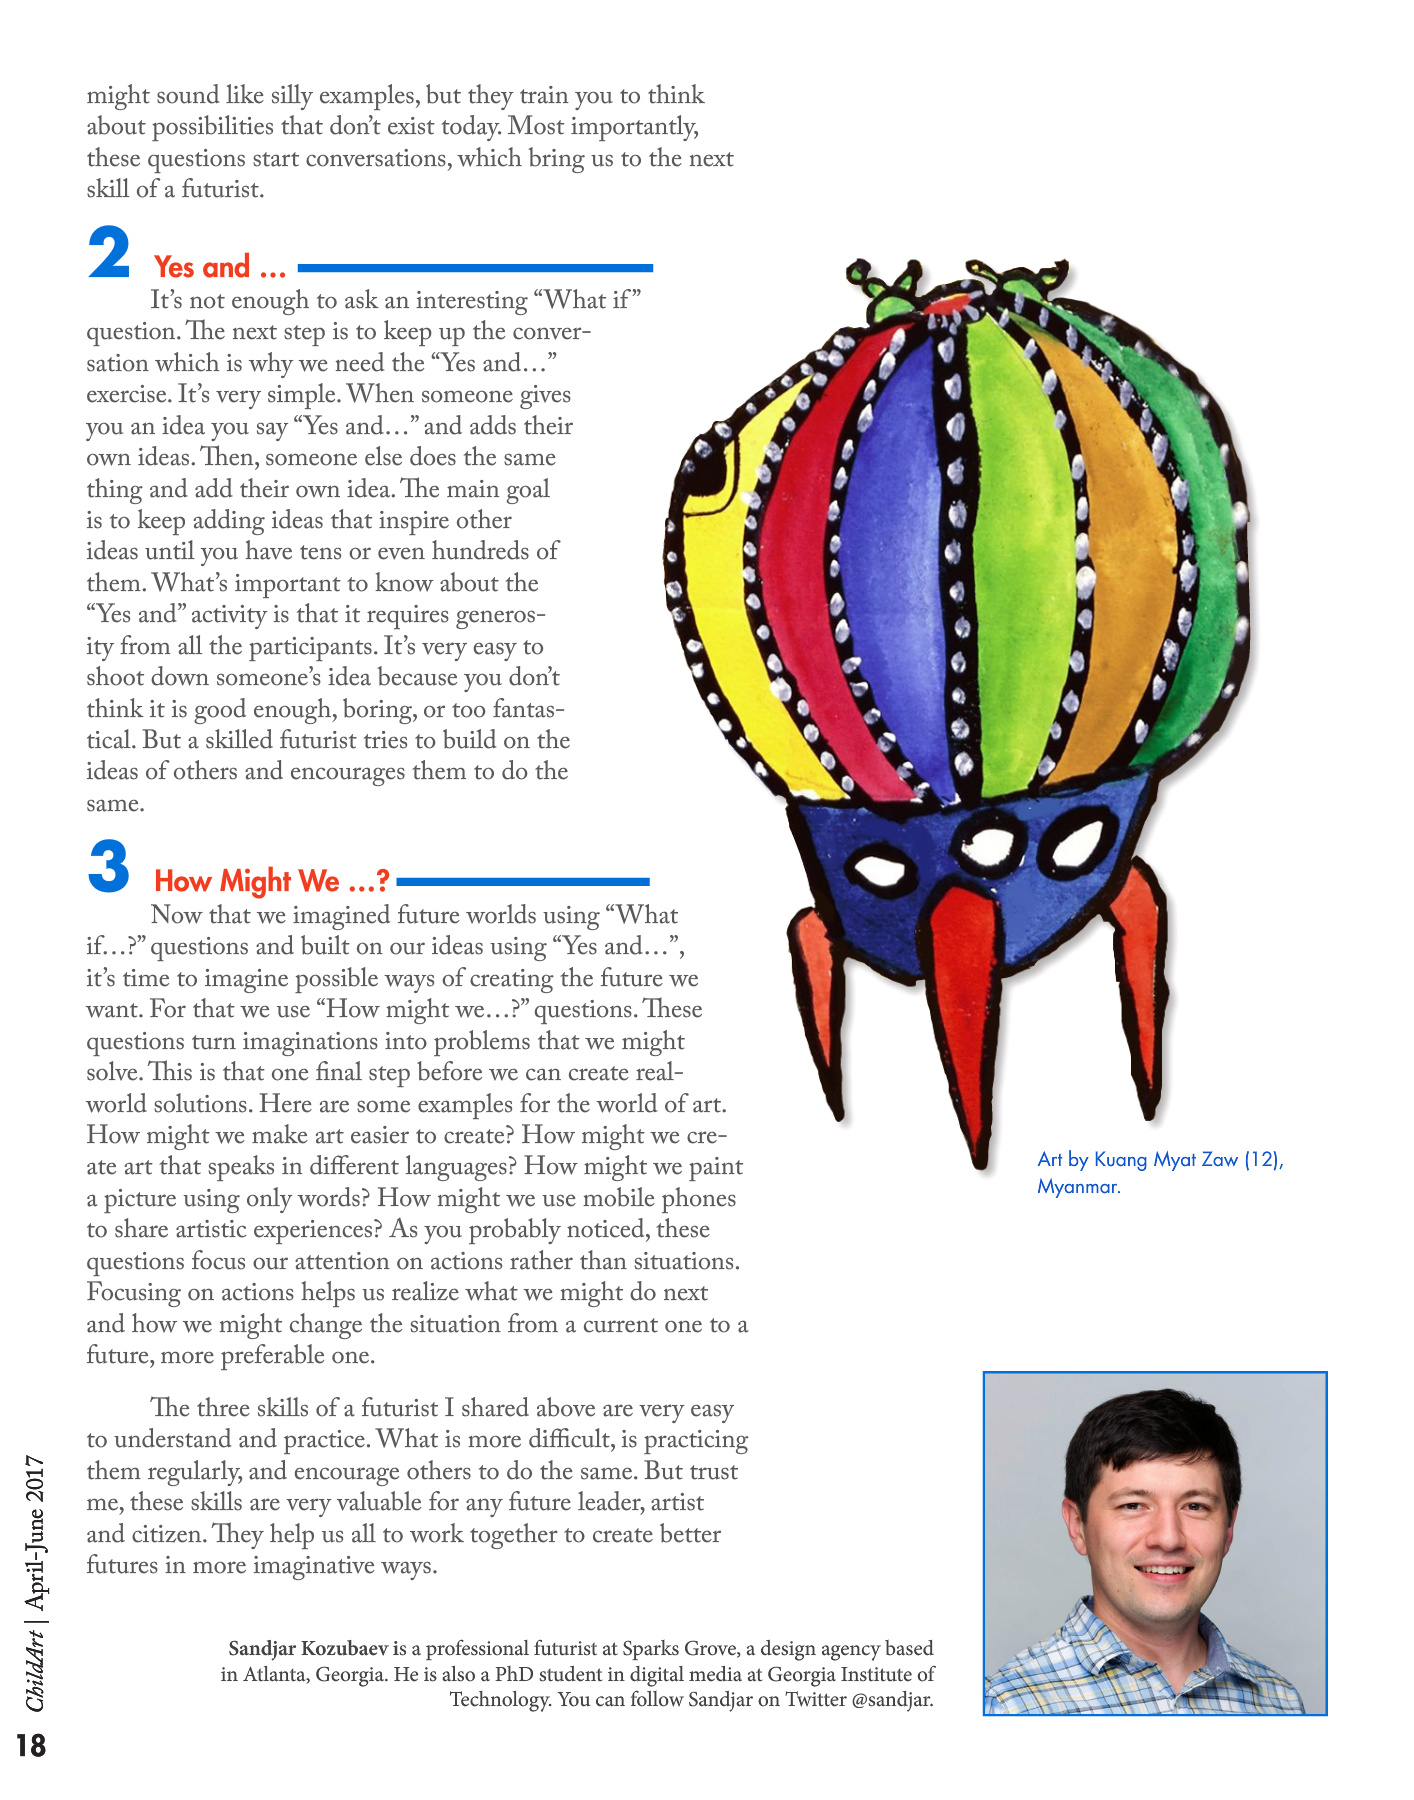 might sound like silly examples, but they train you to think
about possibilities that don’t exist today. Most importantly,
these questions start conversations, which bring us to the next
skill of a futurist.
2 Yes and …
It’s not enough to ask an interesting “What if”
question. The next step is to keep up the conver-
sation which is why we need the “Yes and…”
exercise. It’s very simple. When someone gives
you an idea you say “Yes and…” and adds their
own ideas. Then, someone else does the same
thing and add their own idea. The main goal
is to keep adding ideas that inspire other
ideas until you have tens or even hundreds of
them. What’s important to know about the
“Yes and” activity is that it requires generos-
ity from all the participants. It’s very easy to
shoot down someone’s idea because you don’t
think it is good enough, boring, or too fantas-
tical. But a skilled futurist tries to build on the
ideas of others and encourages them to do the
same.
3 How Might We …?
Now that we imagined future worlds using “What
if…?” questions and built on our ideas using “Yes and…”,
it’s time to imagine possible ways of creating the future we
want. For that we use “How might we…?” questions. These
questions turn imaginations into problems that we might
solve. This is that one final step before we can create real-
world solutions. Here are some examples for the world of art.
How might we make art easier to create? How might we cre-
ate art that speaks in different languages? How might we paint
a picture using only words? How might we use mobile phones
to share artistic experiences? As you probably noticed, these
questions focus our attention on actions rather than situations.
Focusing on actions helps us realize what we might do next
and how we might change the situation from a current one to a
future, more preferable one.
The three skills of a futurist I shared above are very easy
to understand and practice. What is more difficult, is practicing
them regularly, and encourage others to do the same. But trust
me, these skills are very valuable for any future leader, artist
and citizen. They help us all to work together to create better
futures in more imaginative ways.
Art by Kuang Myat Zaw (12),
Myanmar.
Sandjar Kozubaev is a professional futurist at Sparks Grove, a design agency based
in Atlanta, Georgia. He is also a PhD student in digital media at Georgia Institute of
Technology. You can follow Sandjar on Twitter @sandjar.
ChildArt | April-June 2017
18